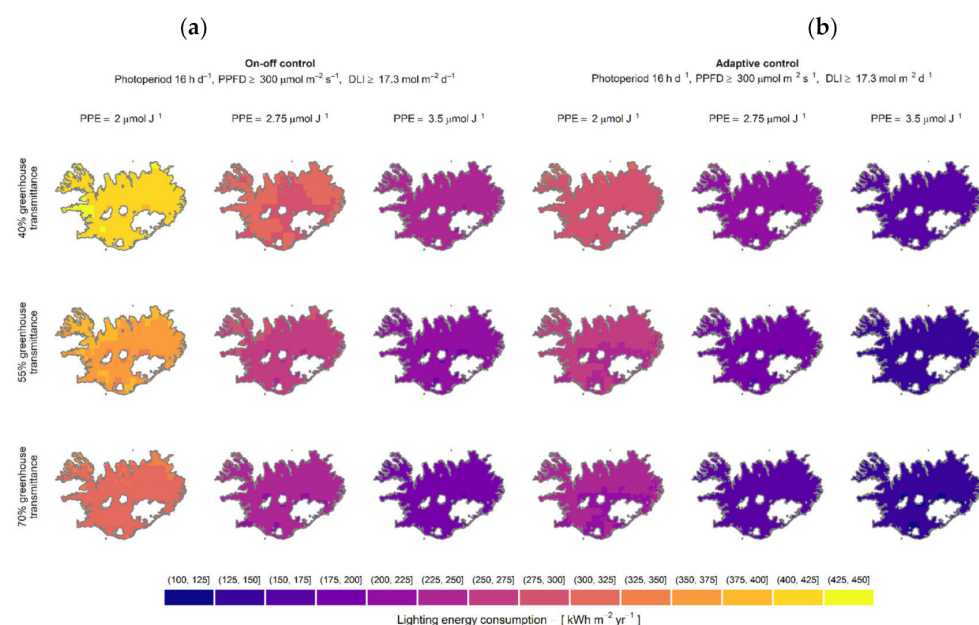 (a) (b)
On-off control Adaptive control
Photoperiod 16 h d⁻¹, PPFD ≥ 300 μmol m⁻² s⁻¹, DLI ≥ 17.3 mol m⁻² d⁻¹ Photoperiod 16 h d⁻¹, PPFD ≥ 300 μmol m⁻² s⁻¹, DLI ≥ 17.3 mol m⁻² d⁻¹
PPE = 2 μmol J⁻¹ PPE = 2.75 μmol J⁻¹ PPE = 3.5 μmol J⁻¹ PPE = 2 μmol J⁻¹ PPE = 2.75 μmol J⁻¹ PPE = 3.5 μmol J⁻¹
40% greenhouse
transmittance
55% greenhouse
transmittance
70% greenhouse
transmittance
(100, 125] (125, 150] (150, 175] (175, 200] (200, 225] (225, 250] (250, 275] (275, 300] (300, 325] (325, 350] (350, 375] (375, 400] (400, 425] (425, 450]
Lighting energy consumption − [ kWh m⁻² yr⁻¹ ]